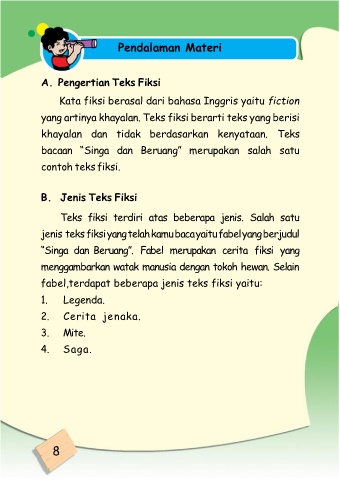 Pendalaman Materi
A. Pengertian Teks Fiksi
Kata fiksi berasal dari bahasa Inggris yaitu fiction
yang artinya khayalan. Teks fiksi berarti teks yang berisi
khayalan dan tidak berdasarkan kenyataan. Teks
bacaan “Singa dan Beruang” merupakan salah satu
contoh teks fiksi.
B. Jenis Teks Fiksi
Teks fiksi terdiri atas beberapa jenis. Salah satu
jenis teks fiksi yang telah kamu baca yaitu fabel yang berjudul
“Singa dan Beruang”. Fabel merupakan cerita fiksi yang
menggambarkan watak manusia dengan tokoh hewan. Selain
fabel,terdapat beberapa jenis teks fiksi yaitu:
1. Legenda.
2. Cerita jenaka.
3. Mite.
4. Saga.
8